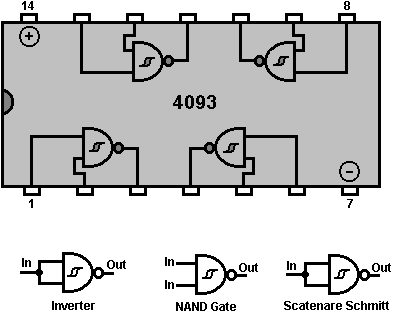 14 8
+
4093
−
1 7
In Out In Out In Out
In
Inverter NAND Gate Scatenare Schmitt